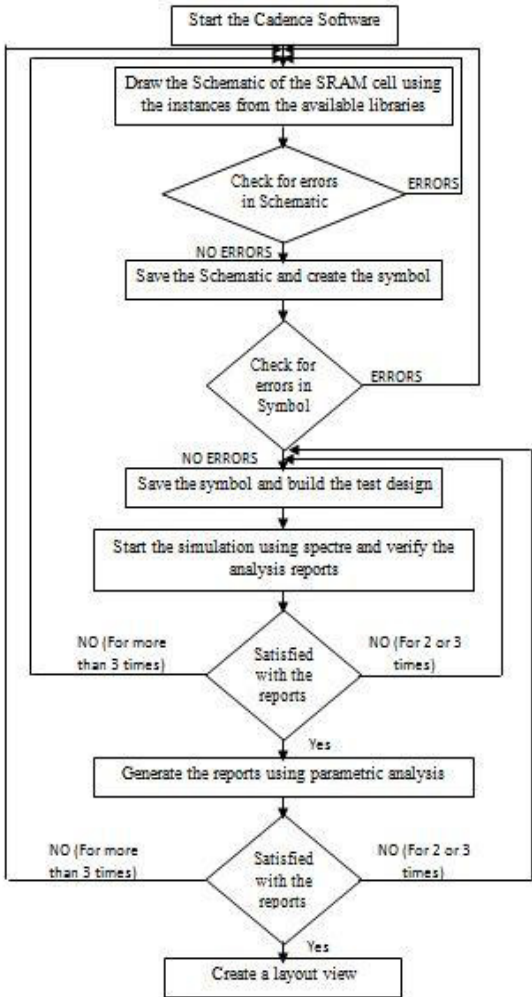 Start the Cadence Software
Draw the Schematic of the SRAM cell using
the instances from the available libraries
Check for errors
in Schematic
ERRORS
NO ERRORS
Save the Schematic and create the symbol
Check for
errors in
Symbol
ERRORS
NO ERRORS
Save the symbol and build the test design
Start the simulation using spectre and verify the
analysis reports
NO (For more
than 3 times)
Satisfied
with the
reports
NO (For 2 or 3
times)
Yes
Generate the reports using parametric analysis
NO (For more
than 3 times)
Satisfied
with the
reports
NO (For 2 or 3
times)
Yes
Create a layout view